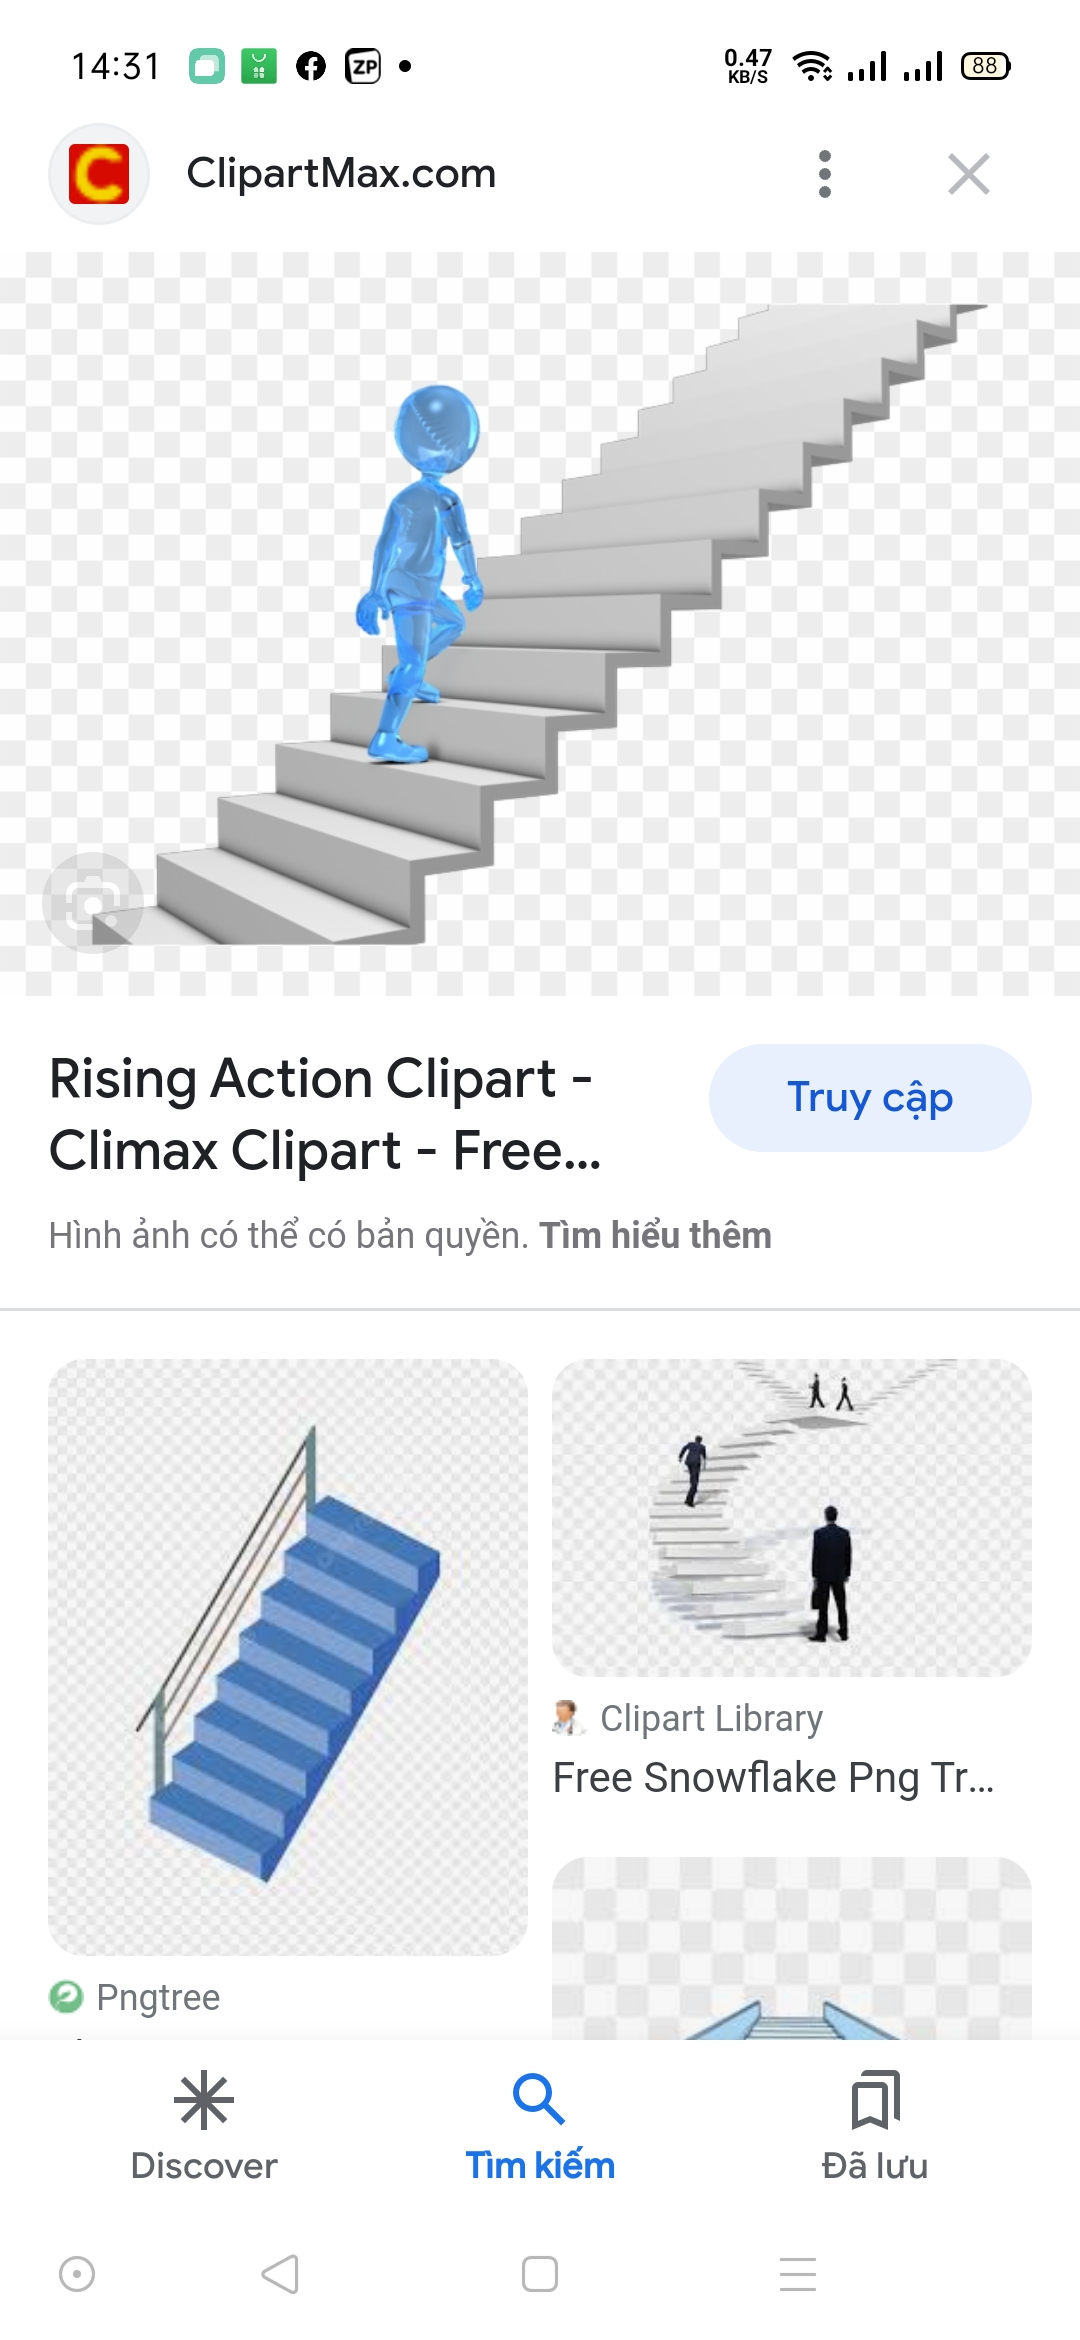 14:31
ZP
0.47
KB/S
88
ClipartMax.com
Rising Action Clipart -
Climax Clipart - Free...
Truy cập
Hình ảnh có thể có bản quyền. Tìm hiểu thêm
Clipart Library
Free Snowflake Png Tr...
Pngtree
Discover
Tìm kiếm
Đã lưu